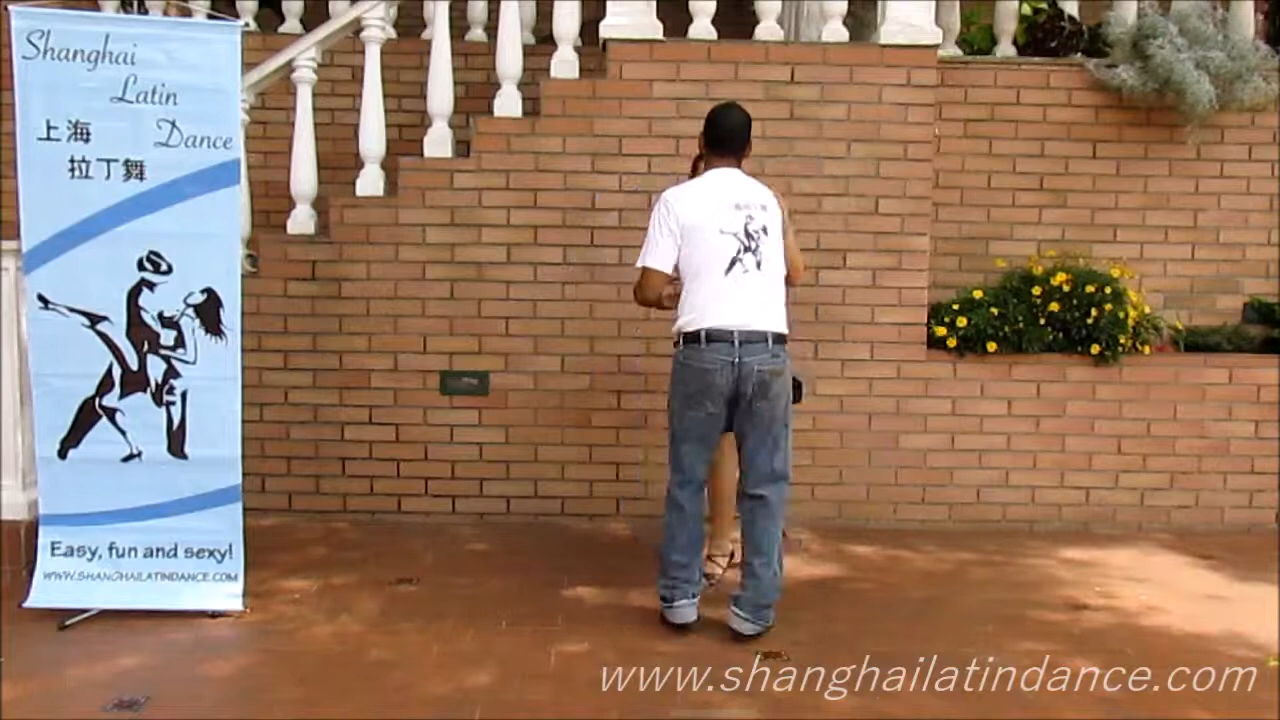 Shanghai
Latin
上海
Dance
拉丁舞
Easy, fun and sexy!
WWW.SHANGHAILATINDANCE.COM
www.shanghailatindance.com